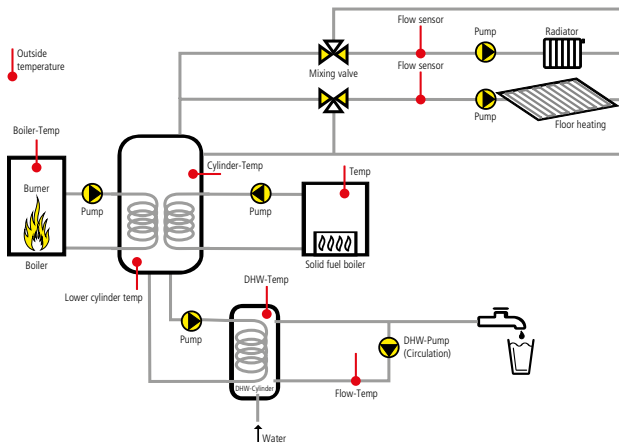 Flow sensor
Pump
Radiator
Outside
temperature
Mixing valve
Flow sensor
Pump
Floor heating
Boiler-Temp
Cylinder-Temp
Temp
Burner
Pump
Pump
Boiler
Solid fuel boiler
Lower cylinder temp
DHW-Temp
Pump
DHW-Pump
(Circulation)
DHW-Cylinder
Flow-Temp
Water